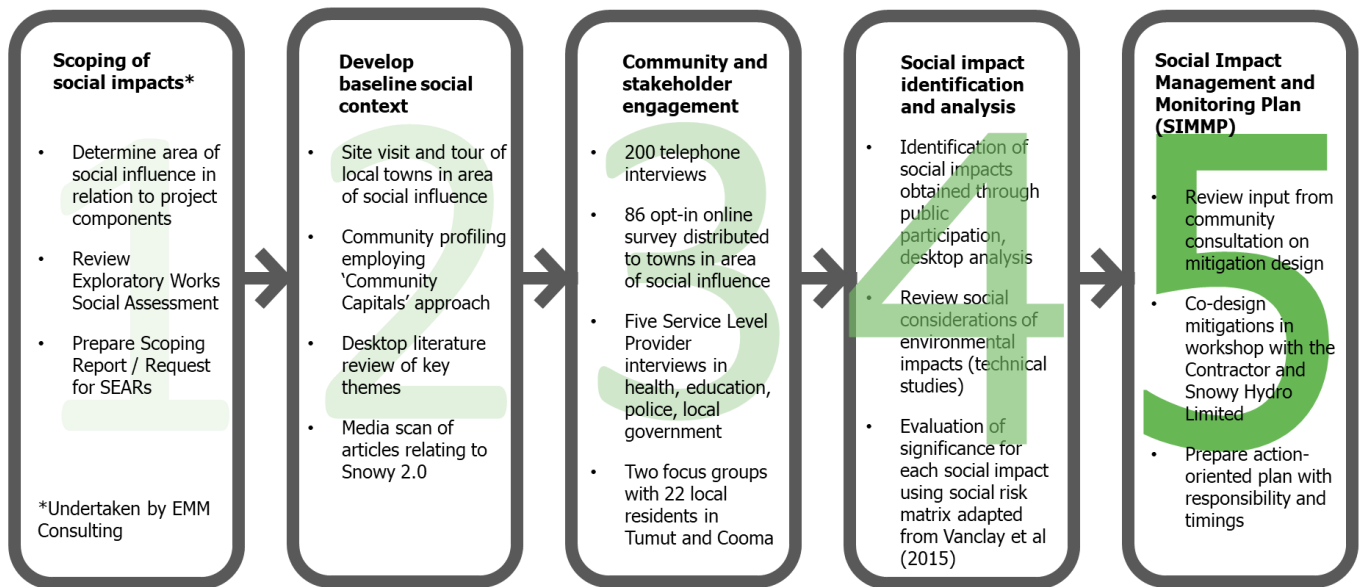 Scoping of
social impacts*
• Determine area of
social influence in
relation to project
components
• Review
Exploratory Works
Social Assessment
• Prepare Scoping
Report / Request
for SEARs
*Undertaken by EMM
Consulting
1
Develop
baseline social
context
• Site visit and tour of
local towns in area
of social influence
• Community profiling
employing
‘Community
Capitals’ approach
• Desktop literature
review of key
themes
• Media scan of
articles relating to
Snowy 2.0
2
Community and
stakeholder
engagement
• 200 telephone
interviews
• 86 opt-in online
survey distributed
to towns in area of
social influence
• Five Service Level
Provider
interviews in
health, education,
police, local
government
• Two focus groups
with 22 local
residents in
Tumut and Cooma
3
Social impact
identification
and analysis
• Identification of
social impacts
obtained through
public
participation,
desktop analysis
• Review social
considerations of
environmental
impacts (technical
studies)
• Evaluation of
significance for
each social impact
using social risk
matrix adapted
from Vanclay et al
(2015)
4
Social Impact
Management and
Monitoring Plan
(SIMMP)
• Review input from
community
consultation on
mitigation design
• Co-design
mitigations in
workshop with the
Contractor and
Snowy Hydro
Limited
• Prepare action-
oriented plan with
responsibility and
timings
5